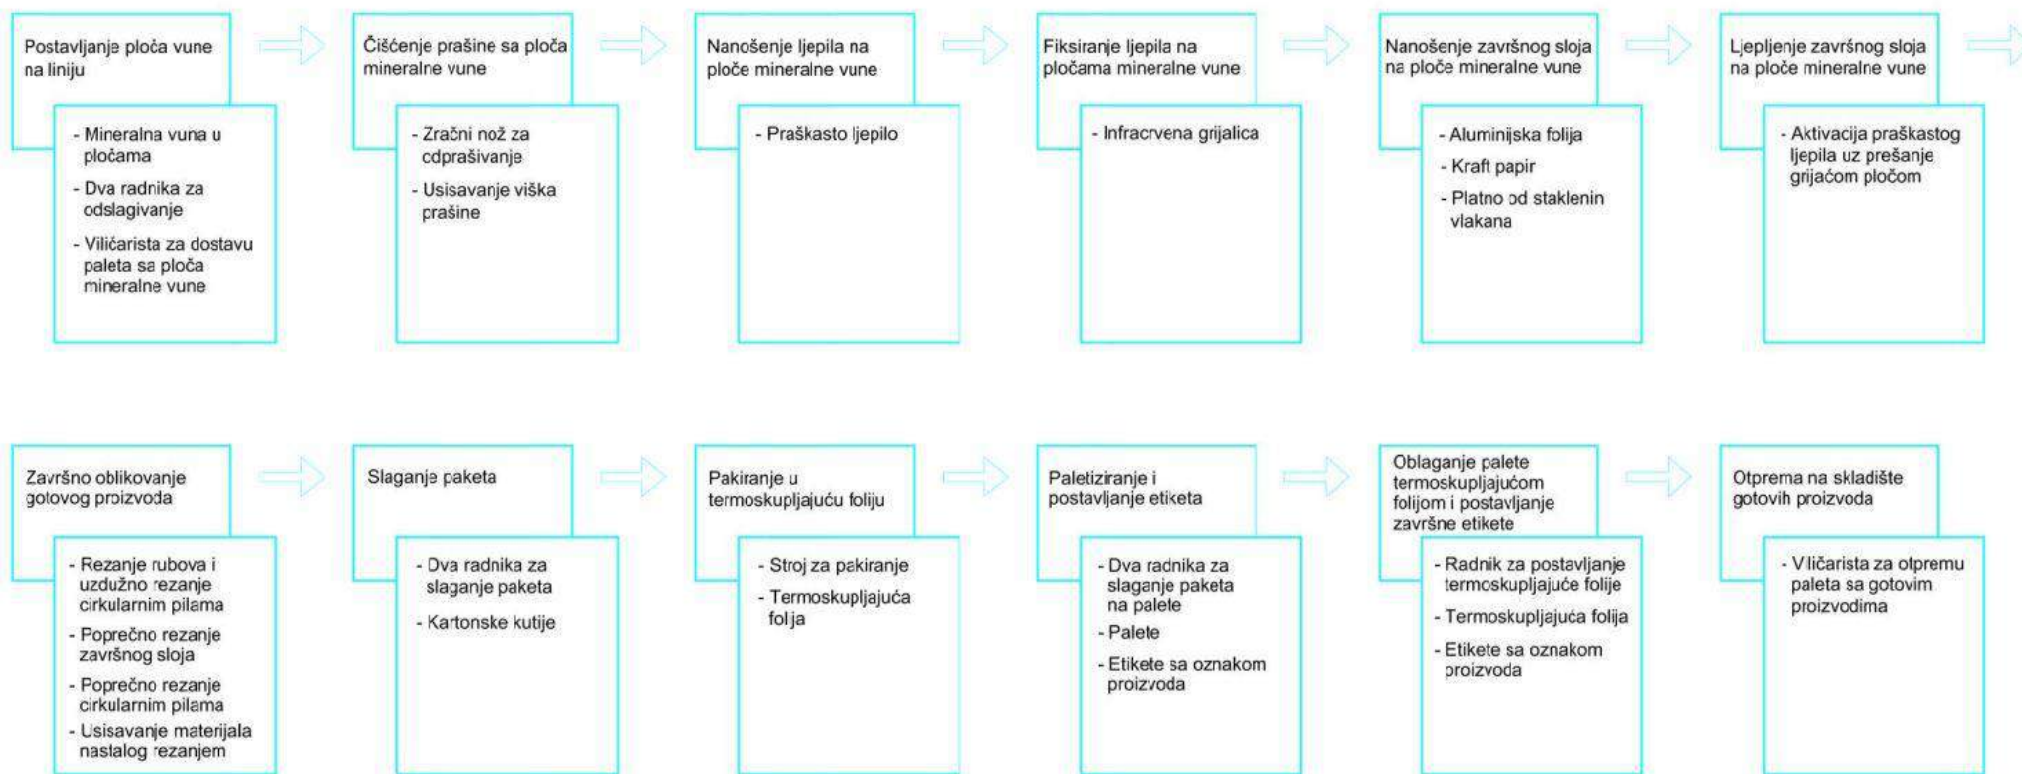 Postavljanje ploča vune
na liniju
- Mineralna vuna u
pločama
- Dva radnika za
odslagivanje
- Viličarista za dostavu
paleta sa ploča
mineralne vune
Čišćenje prašine sa ploča
mineralne vune
- Zračni nož za
odprašivanje
- Usisavanje viška
prašine
Nanošenje ljepila na
ploče mineralne vune
- Praškasto ljepilo
Fiksiranje ljepila na
pločama mineralne vune
- Infracrvena grijalica
Nanošenje završnog sloja
na ploče mineralne vune
- Aluminijska folija
- Kraft papir
- Platno od staklenin
vlakana
Ljepljenje završnog sloja
na ploče mineralne vune
- Aktivacija praškastog
ljepila uz prešanje
grijaćom pločom
Završno oblikovanje
gotovog proizvoda
- Rezanje rubova i
uzdužno rezanje
cirkularnim pilama
- Poprečno rezanje
završnog sloja
- Poprečno rezanje
cirkularnim pilama
- Usisavanje materijala
nastalog rezanjem
Slaganje paketa
- Dva radnika za
slaganje paketa
- Kartonske kutije
Pakiranje u
termoskupljajuću foliju
- Stroj za pakiranje
- Termoskupljajuća
folija
Paletiziranje i
postavljanje etiketa
- Dva radnika za
slaganje paketa
na palete
- Palete
- Etikete sa oznakom
proizvoda
Oblaganje palete
termoskupljajućom
folijom i postavljanje
završne etikete
- Radnik za postavljanje
termoskupljajuće folije
- Termoskupljajuća folija
- Etikete sa oznakom
proizvoda
Otprema na skladište
gotovih proizvoda
- Viličarista za otpremu
paleta sa gotovim
proizvodima